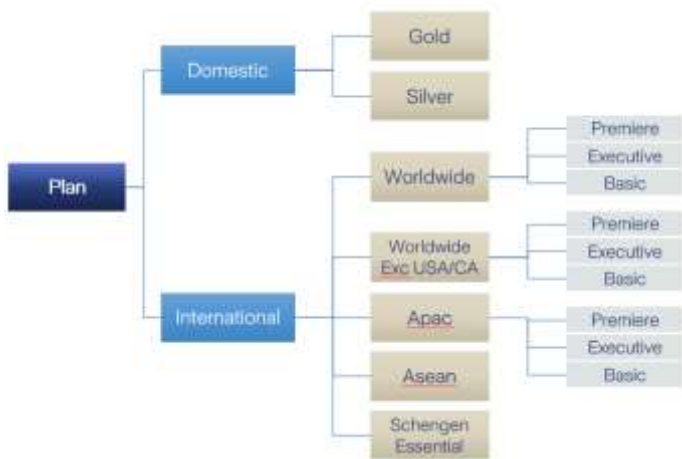 Plan
Domestic
Gold
Silver
International
Worldwide
Premiere
Executive
Basic
Worldwide
Exc USA/CA
Premiere
Executive
Basic
Apac
Premiere
Executive
Basic
Asean
Schengen
Essential